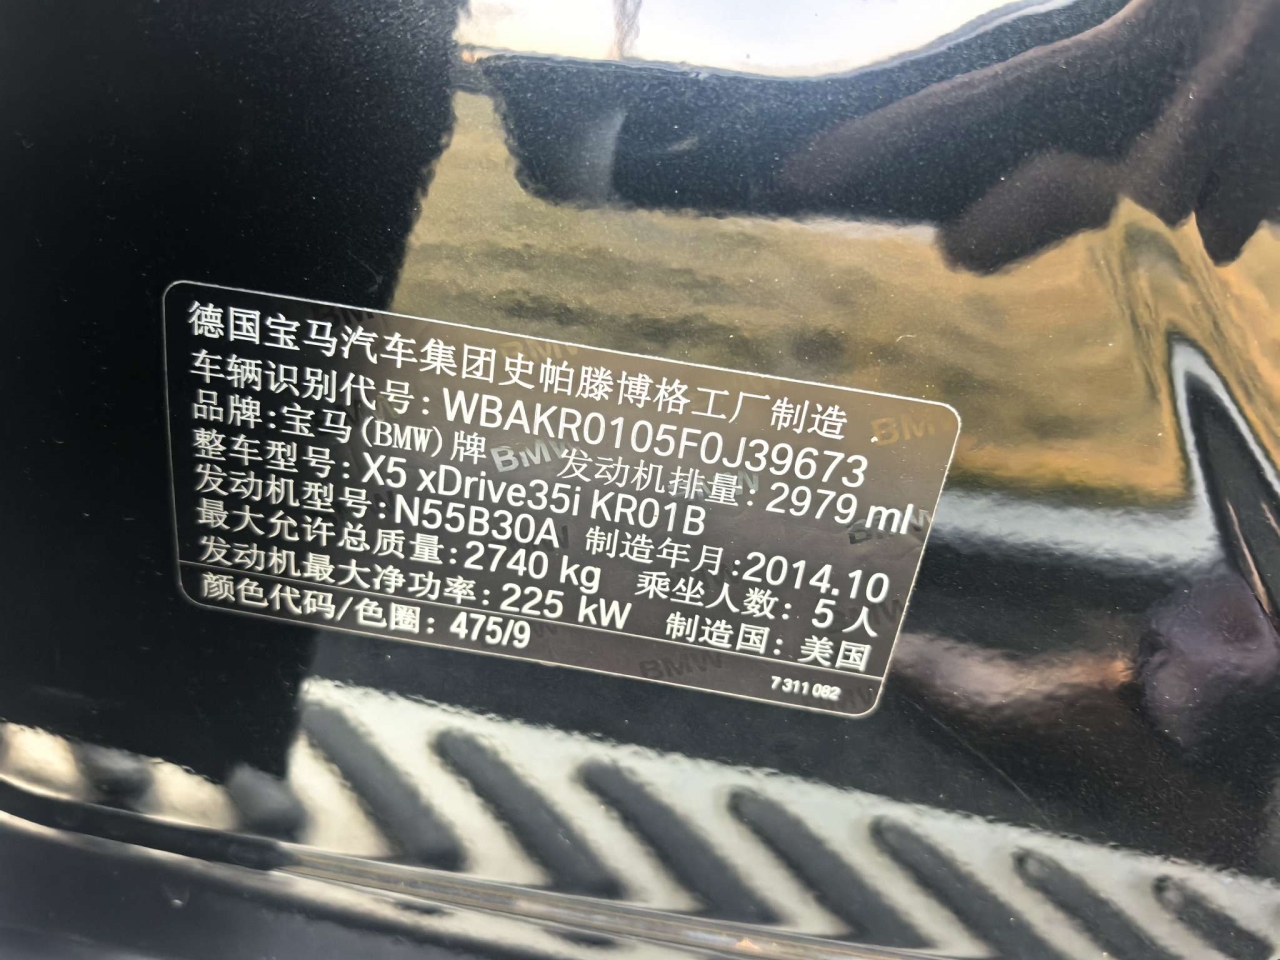 德国宝马汽车集团史帕滕博格工厂制造
车辆识别代号: WBAKR0105F0J39673
品牌:宝马(BMW)牌 发动机排量: 2979 ml
整车型号: X5 xDrive35i KR01B
发动机型号:N55B30A 制造年月:2014.10
最大允许总质量:2740 kg 乘坐人数: 5人
发动机最大净功率: 225 kW 制造国: 美国
颜色代码/色圈: 475/9
7311082